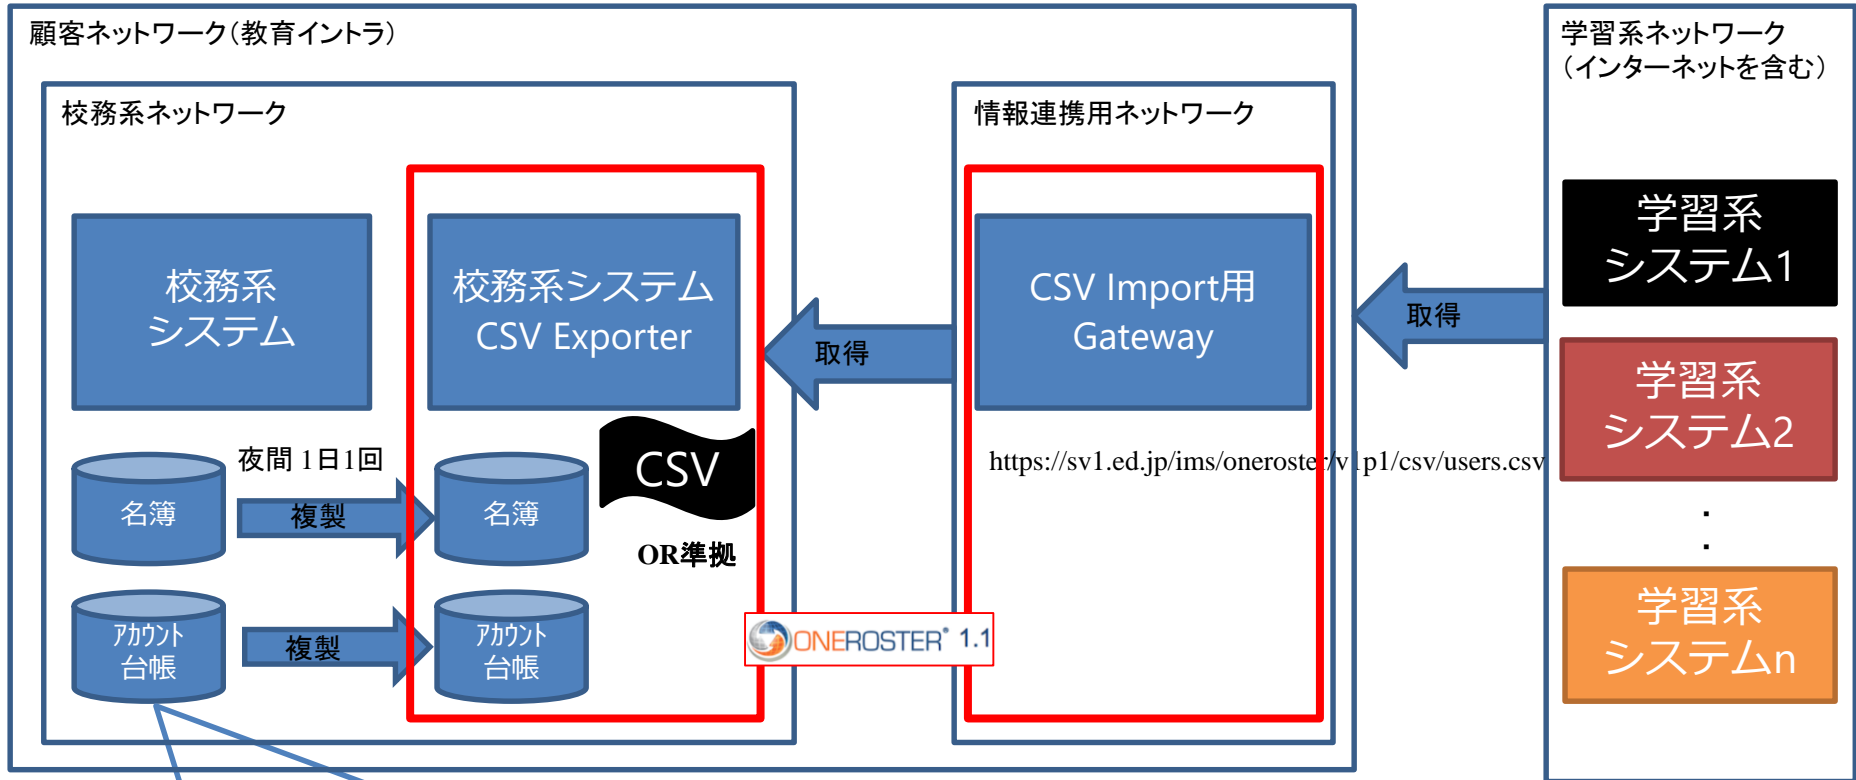 顧客ネットワーク(教育イントラ)
校務系ネットワーク
校務系
システム
校務系システム
CSV Exporter
夜間 1日1回
名簿
複製
名簿
CSV
OR準拠
アカウント
台帳
複製
アカウント
台帳
取得
ONEROSTER® 1.1
情報連携用ネットワーク
CSV Import用
Gateway
https://sv1.ed.jp/ims/oneroster/v1p1/csv/users.csv
取得
学習系ネットワーク
(インターネットを含む)
学習系
システム1
学習系
システム2
:
学習系
システムn